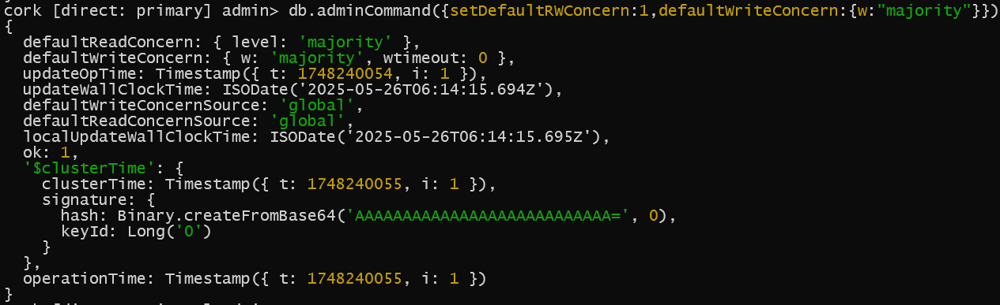 cork [direct: primary] admin> db.adminCommand({setDefaultRWConcern:1,defaultWriteConcern:{w:"majority"}})
{
  defaultReadConcern: { level: 'majority' },
  defaultWriteConcern: { w: 'majority', wtimeout: 0 },
  updateOpTime: Timestamp({ t: 1748240054, i: 1 }),
  updateWallClockTime: ISODate('2025-05-26T06:14:15.694Z'),
  defaultWriteConcernSource: 'global',
  defaultReadConcernSource: 'global',
  localUpdateWallClockTime: ISODate('2025-05-26T06:14:15.695Z'),
  ok: 1,
  '$clusterTime': {
    clusterTime: Timestamp({ t: 1748240055, i: 1 }),
    signature: {
      hash: Binary.createFromBase64('AAAAAAAAAAAAAAAAAAAAAAAAAAA=', 0),
      keyId: Long('0')
    }
  },
  operationTime: Timestamp({ t: 1748240055, i: 1 })
}